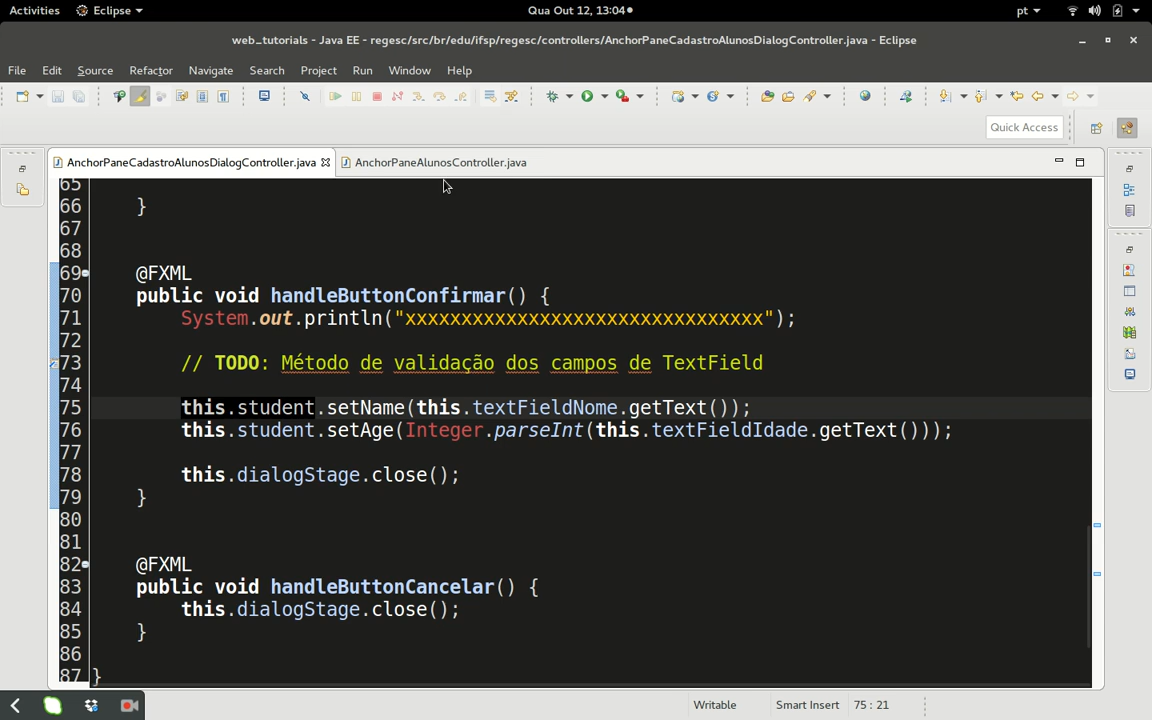 Activities Eclipse Qua Out 12, 13:04 pt
web_tutorials - Java EE - regesc/src/br/edu/ifsp/regesc/controllers/AnchorPaneCadastroAlunosDialogController.java - Eclipse
File Edit Source Refactor Navigate Search Project Run Window Help
Quick Access
AnchorPaneCadastroAlunosDialogController.java AnchorPaneAlunosController.java
65
66 }
67
68
69 @FXML
70 public void handleButtonConfirmar() {
71 System.out.println("xxxxxxxxxxxxxxxxxxxxxxxxxxxxxxxx");
72
73 // TODO: Método de validação dos campos de TextField
74
75 this.student.setName(this.textFieldNome.getText());
76 this.student.setAge(Integer.parseInt(this.textFieldIdade.getText()));
77
78 this.dialogStage.close();
79 }
80
81
82 @FXML
83 public void handleButtonCancelar() {
84 this.dialogStage.close();
85 }
86
87 }
Writable Smart Insert 75 : 21